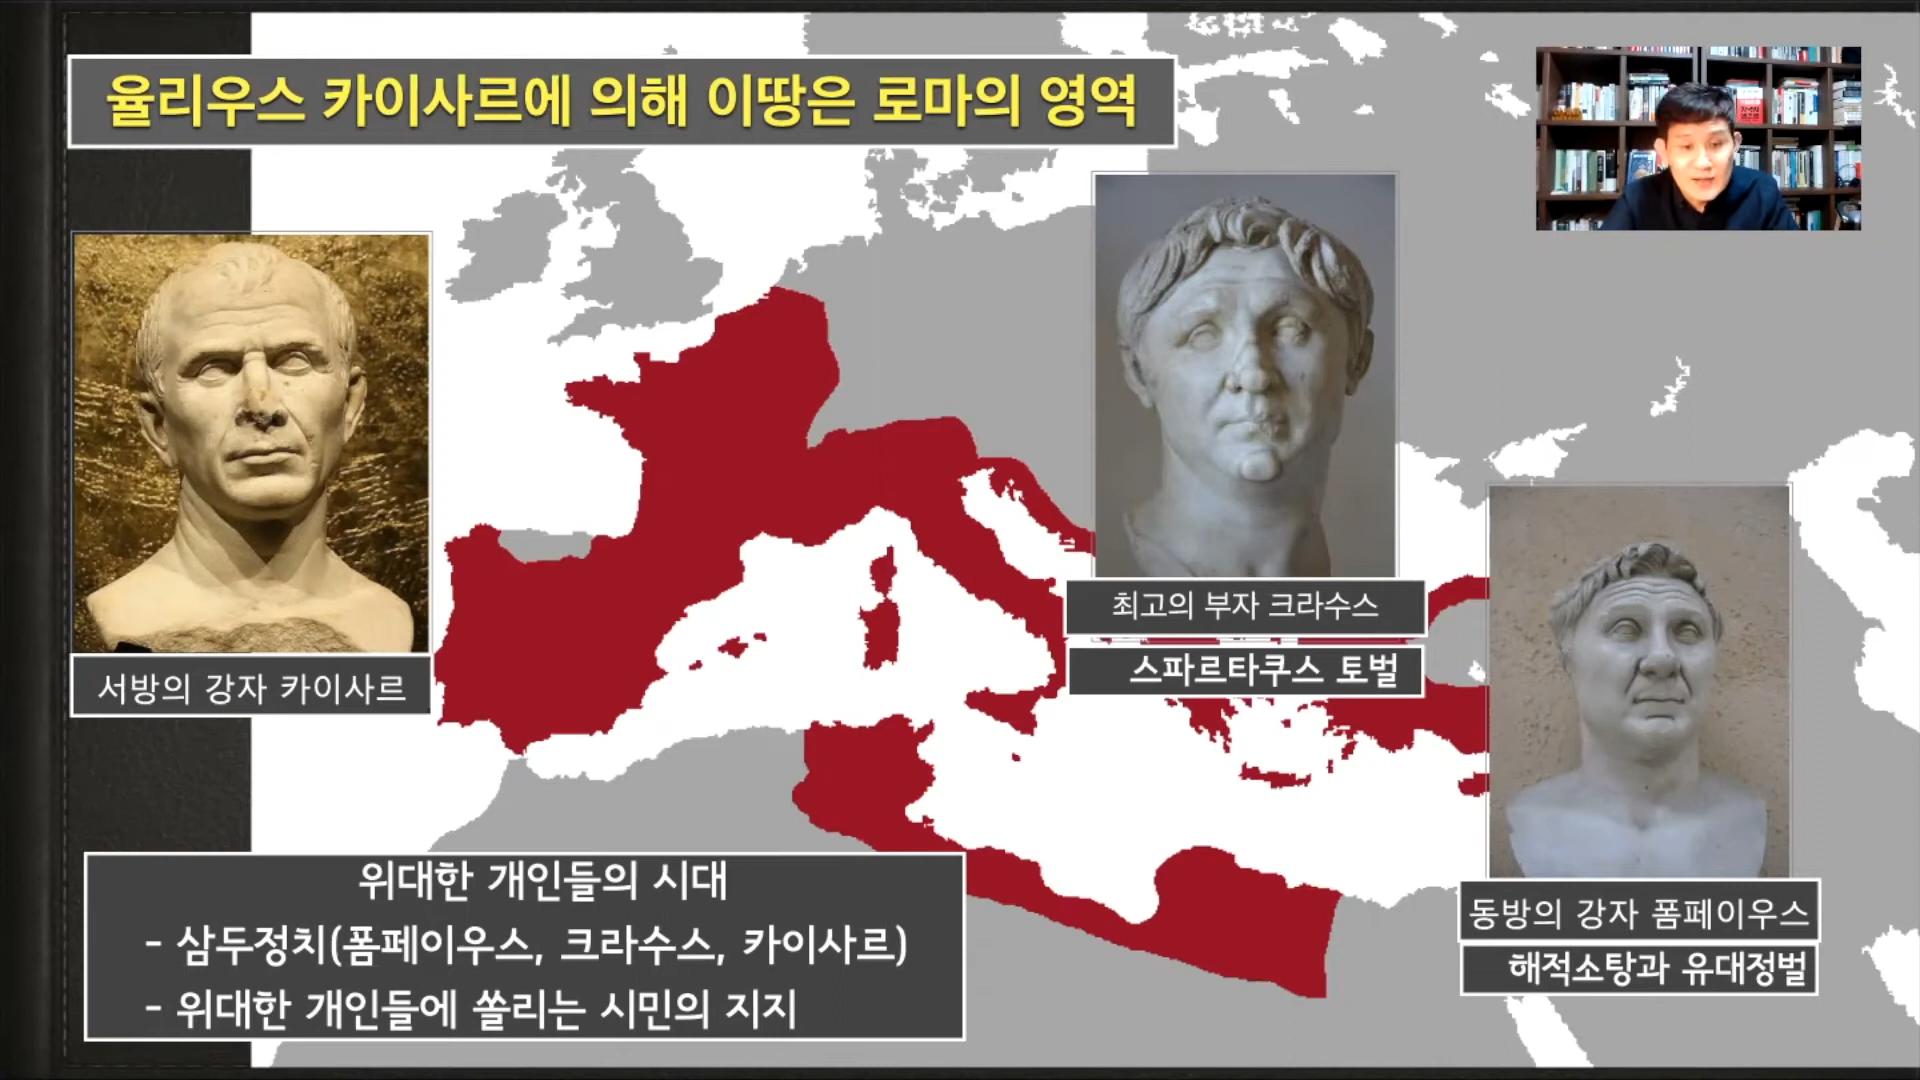 율리우스 카이사르에 의해 이땅은 로마의 영역
서방의 강자 카이사르
최고의 부자 크라수스
스파르타쿠스 토벌
동방의 강자 폼페이우스
해적소탕과 유대정벌
위대한 개인들의 시대
- 삼두정치(폼페이우스, 크라수스, 카이사르)
- 위대한 개인들에 쏠리는 시민의 지지